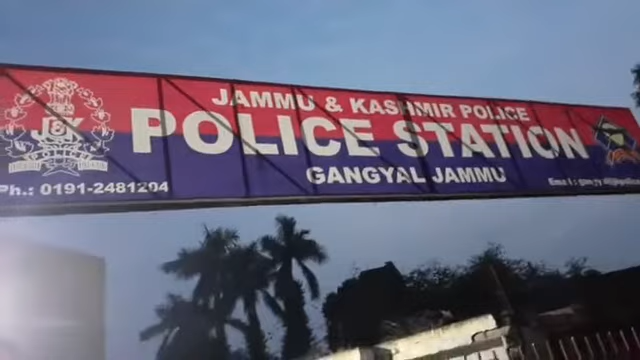 JAMMU & KASHMIR POLICE
J&K
POLICE STATION
GANGYAL JAMMU
Ph.: 0191-2481204